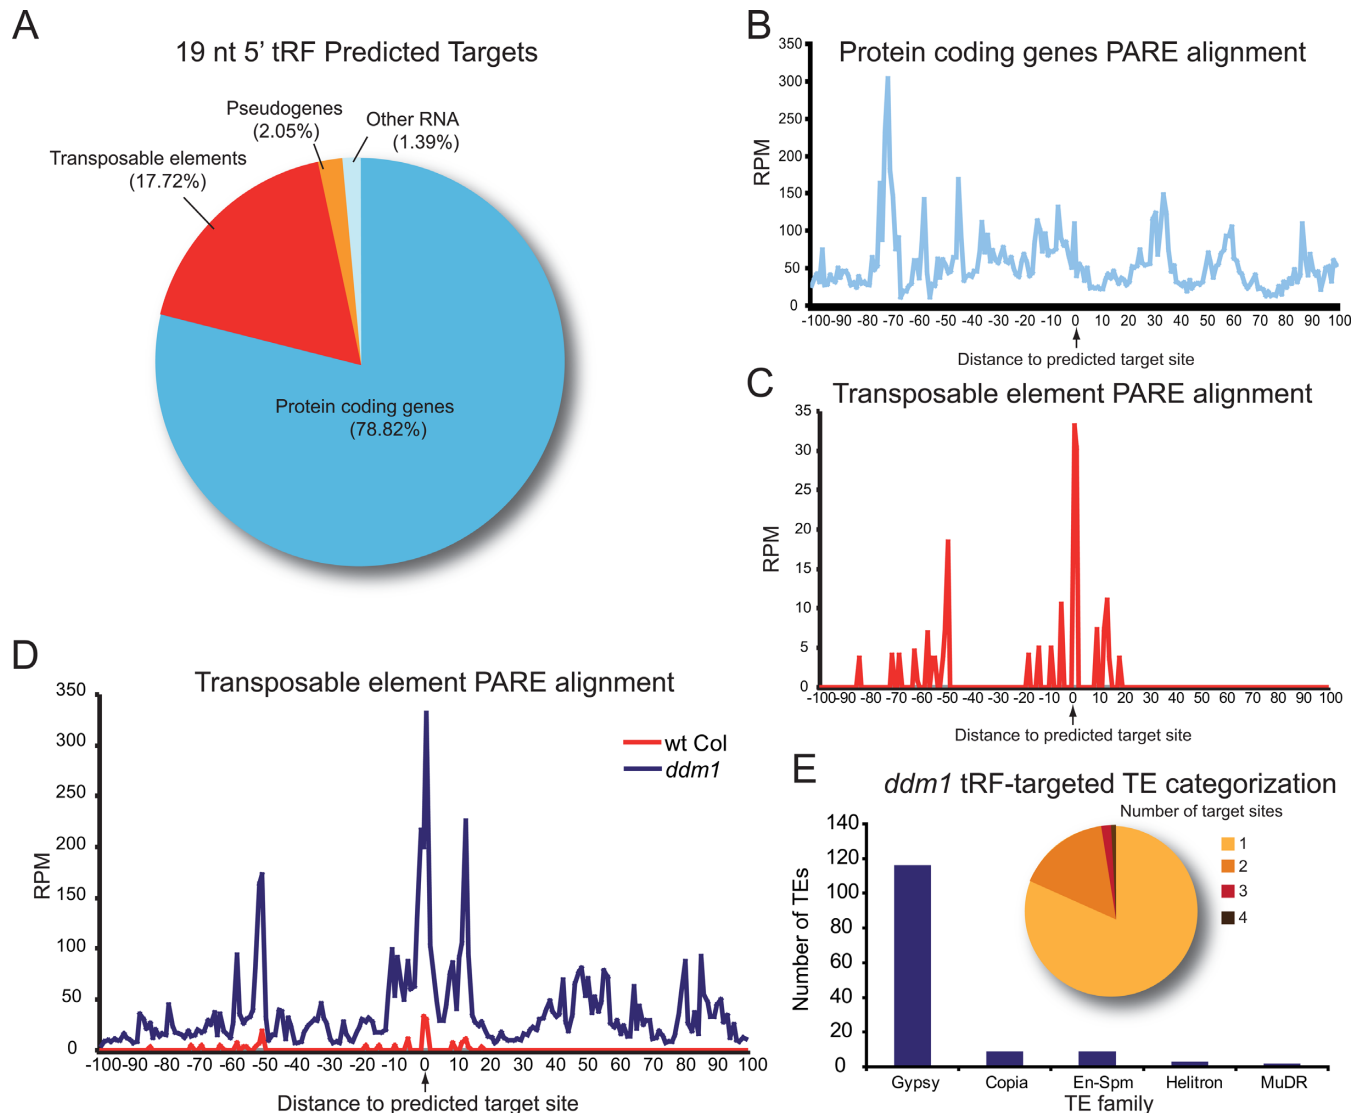 A
19 nt 5’ tRF Predicted Targets
Pseudogenes
(2.05%)
Other RNA
(1.39%)
Transposable elements
(17.72%)
Protein coding genes
(78.82%)
B
Protein coding genes PARE alignment
350
300
250
200
150
100
50
0
RPM
-100 -90 -80 -70 -60 -50 -40 -30 -20 -10 0 10 20 30 40 50 60 70 80 90 100
Distance to predicted target site
C
Transposable element PARE alignment
35
30
25
20
15
10
5
0
RPM
-100 -90 -80 -70 -60 -50 -40 -30 -20 -10 0 10 20 30 40 50 60 70 80 90 100
Distance to predicted target site
D
Transposable element PARE alignment
350
300
250
200
150
100
50
0
RPM
wt Col
ddm1
-100 -90 -80 -70 -60 -50 -40 -30 -20 -10 0 10 20 30 40 50 60 70 80 90 100
Distance to predicted target site
E
ddm1 tRF-targeted TE categorization
Number of target sites
1
2
3
4
140
120
100
80
60
40
20
0
Number of TEs
Gypsy Copia En-Spm Helitron MuDR
TE family